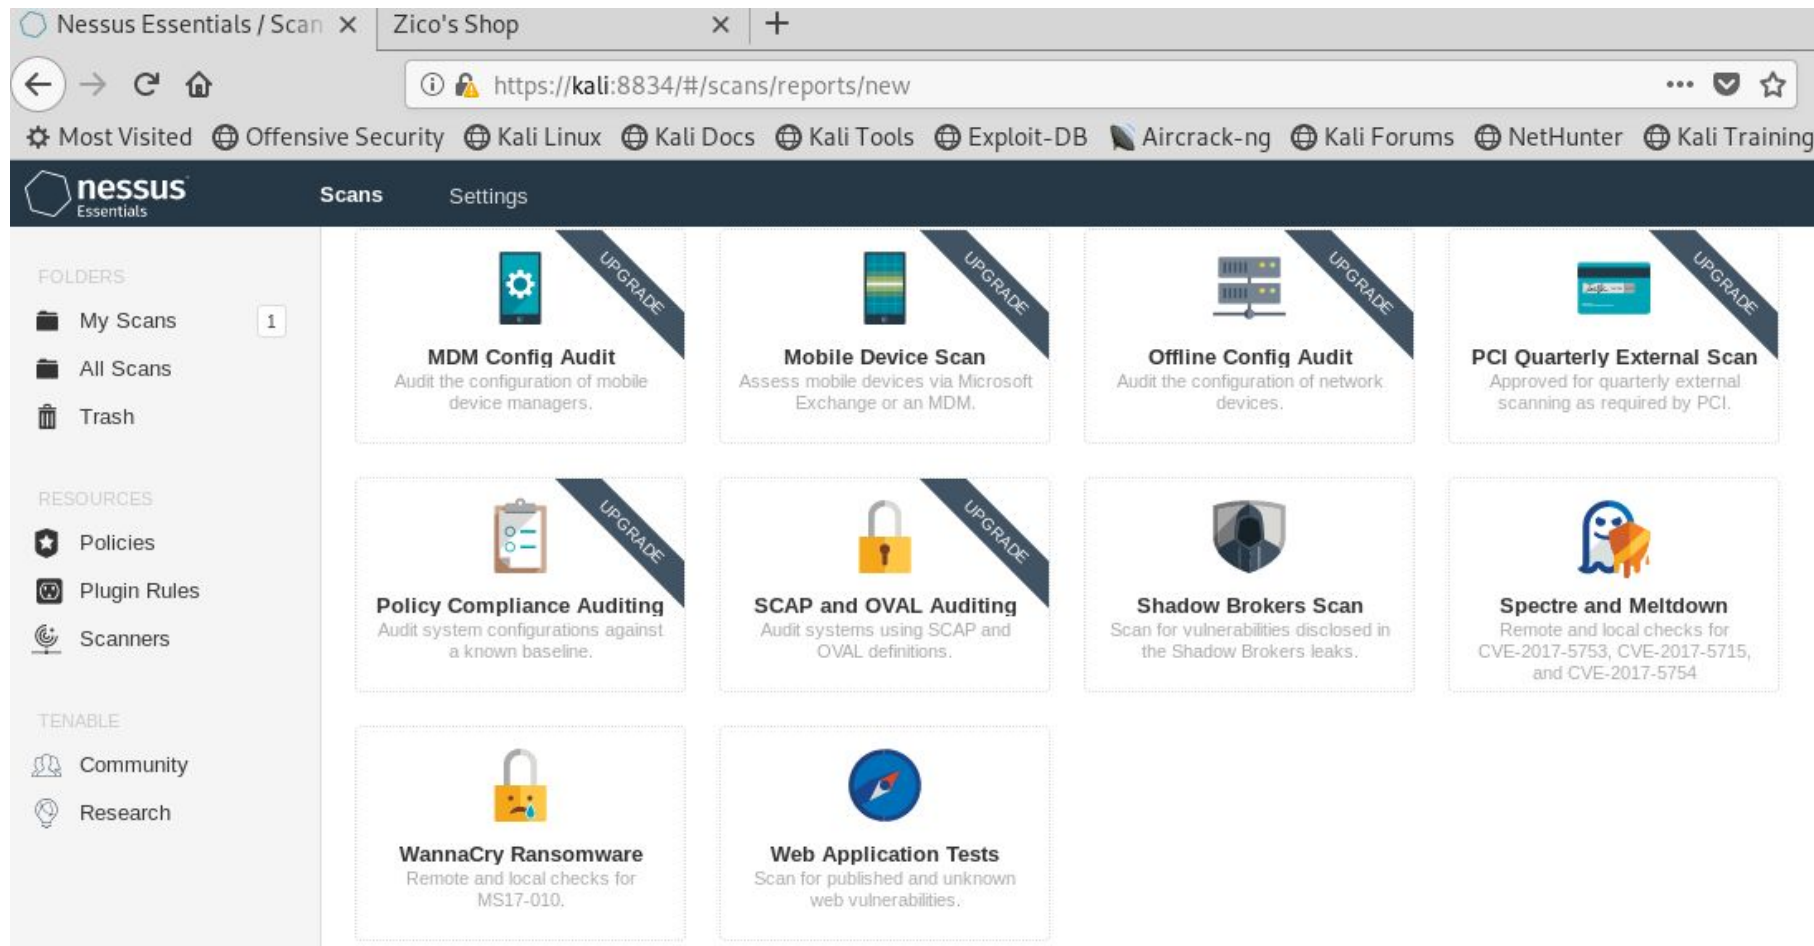 Nessus Essentials / Scan
Zico's Shop
https://kali:8834/#/scans/reports/new
Most Visited Offensive Security Kali Linux Kali Docs Kali Tools Exploit-DB Aircrack-ng Kali Forums NetHunter Kali Training
nessus
Essentials
Scans Settings
FOLDERS
My Scans 1
All Scans
Trash
RESOURCES
Policies
Plugin Rules
Scanners
TENABLE
Community
Research
UPGRADE
MDM Config Audit
Audit the configuration of mobile
device managers.
UPGRADE
Mobile Device Scan
Assess mobile devices via Microsoft
Exchange or an MDM.
UPGRADE
Offline Config Audit
Audit the configuration of network
devices.
UPGRADE
PCI Quarterly External Scan
Approved for quarterly external
scanning as required by PCI.
UPGRADE
Policy Compliance Auditing
Audit system configurations against
a known baseline.
UPGRADE
SCAP and OVAL Auditing
Audit systems using SCAP and
OVAL definitions.
Shadow Brokers Scan
Scan for vulnerabilities disclosed in
the Shadow Brokers leaks.
Spectre and Meltdown
Remote and local checks for
CVE-2017-5753, CVE-2017-5715,
and CVE-2017-5754
WannaCry Ransomware
Remote and local checks for
MS17-010.
Web Application Tests
Scan for published and unknown
web vulnerabilities.